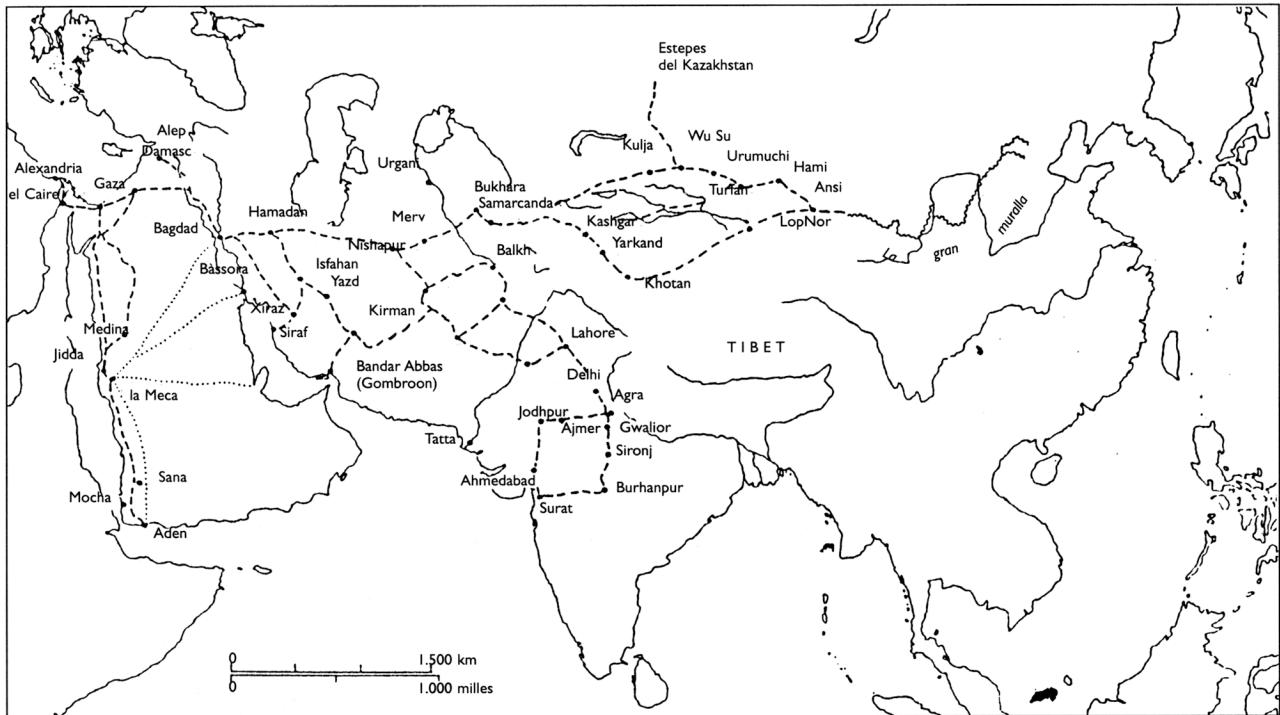 Estepes
del Kazakhstan
Alep
Damasc
Wu Su
Kulja
Urumuchi
Alexandria
Urganj
Hami
el Caire
Gaza
Bukhara
Turfan
Ansi
Samarcanda
Hamadan
Merv
Kashgar
LopNor
muralla
Bagdad
Nishapur
Yarkand
gran
Balkh
Bassora
Isfahan
Yazd
Khotan
Xiraz
Kirman
Medina
Siraf
Lahore
TIBET
Jidda
Bandar Abbas
(Gombroon)
Delhi
la Meca
Agra
Jodhpur
Ajmer
Gwalior
Tatta
Sironj
Sana
Ahmedabad
Burhanpur
Mocha
Surat
Aden
0 1.500 km
0 1.000 milles